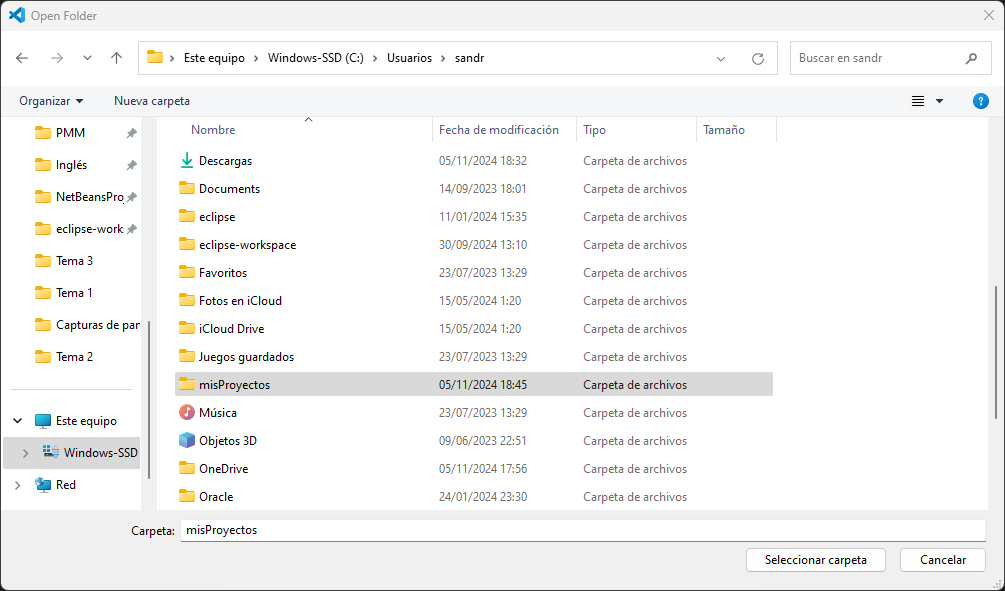 Open Folder
Este equipo > Windows-SSD (C:) > Usuarios > sandr
Buscar en sandr
Organizar
Nueva carpeta
?
PMM
Inglés
NetBeansPro
eclipse-work
Tema 3
Tema 1
Capturas de pan
Tema 2
Este equipo
Windows-SSD
Red
Nombre Fecha de modificación Tipo Tamaño
Descargas 05/11/2024 18:32 Carpeta de archivos
Documents 14/09/2023 18:01 Carpeta de archivos
eclipse 11/01/2024 15:35 Carpeta de archivos
eclipse-workspace 30/09/2024 13:10 Carpeta de archivos
Favoritos 23/07/2023 13:29 Carpeta de archivos
Fotos en iCloud 15/05/2024 1:20 Carpeta de archivos
iCloud Drive 15/05/2024 1:20 Carpeta de archivos
Juegos guardados 23/07/2023 13:29 Carpeta de archivos
misProyectos 05/11/2024 18:45 Carpeta de archivos
Música 23/07/2023 13:29 Carpeta de archivos
Objetos 3D 09/06/2023 22:51 Carpeta de archivos
OneDrive 05/11/2024 17:56 Carpeta de archivos
Oracle 24/01/2024 23:30 Carpeta de archivos
Carpeta: misProyectos
Seleccionar carpeta
Cancelar